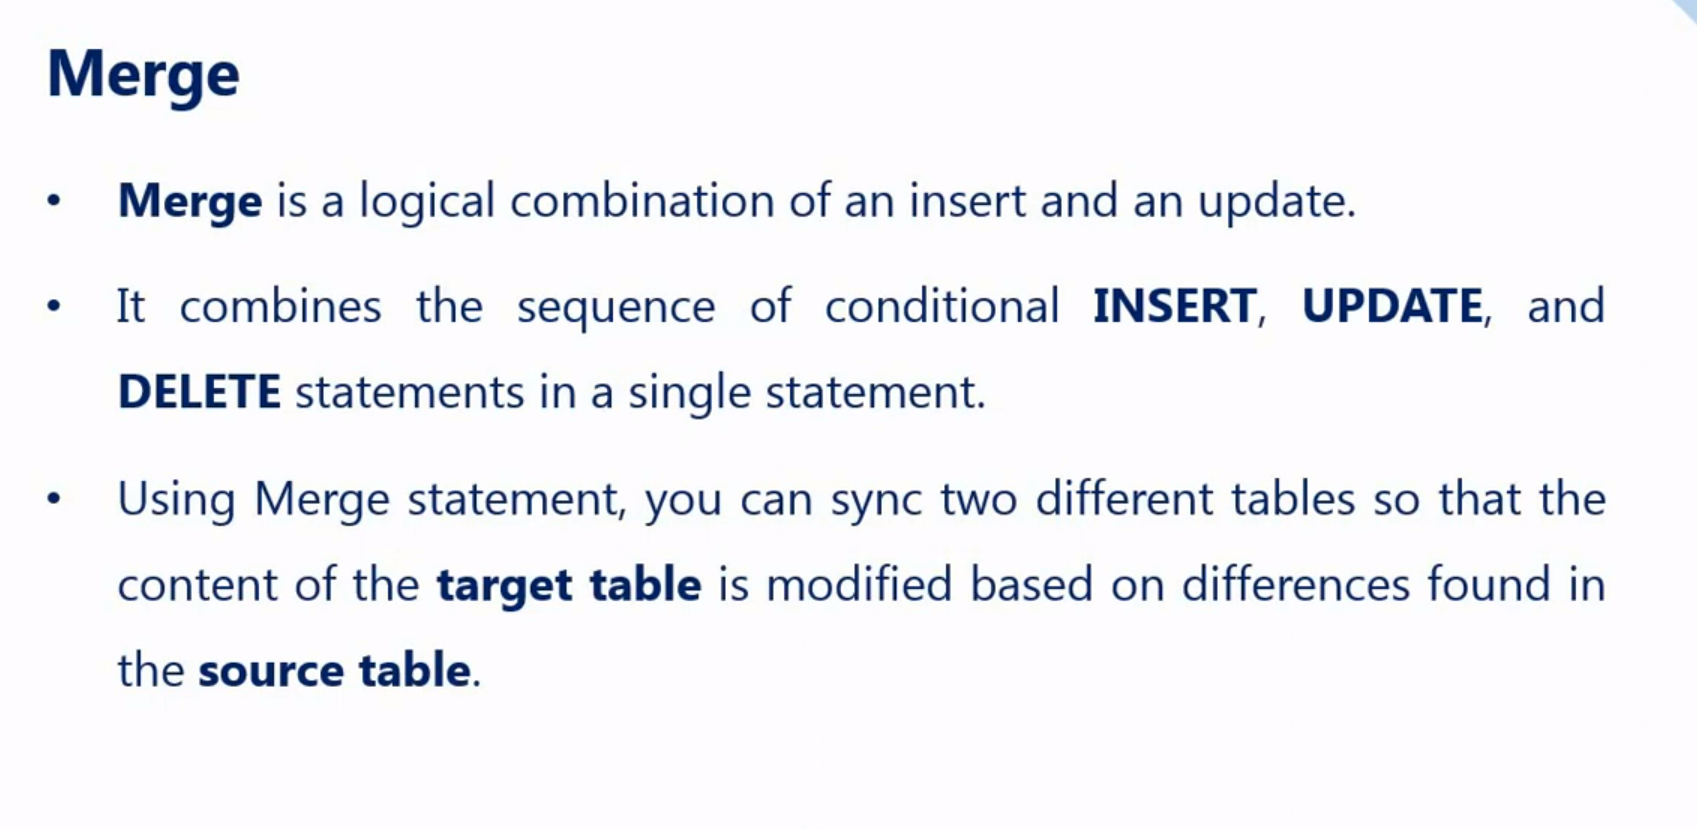 Merge
• Merge is a logical combination of an insert and an update.
• It combines the sequence of conditional INSERT, UPDATE, and
DELETE statements in a single statement.
• Using Merge statement, you can sync two different tables so that the
content of the target table is modified based on differences found in
the source table.